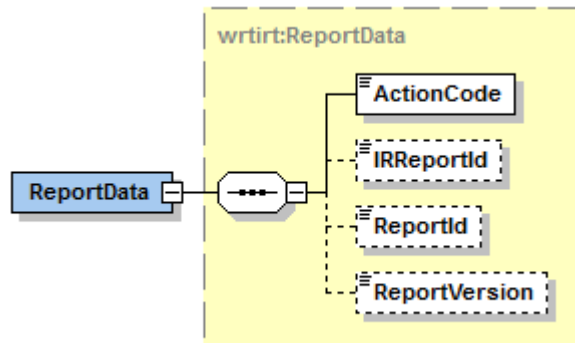 wrtirt:ReportData
ActionCode
IRReportId
ReportData
ReportId
ReportVersion